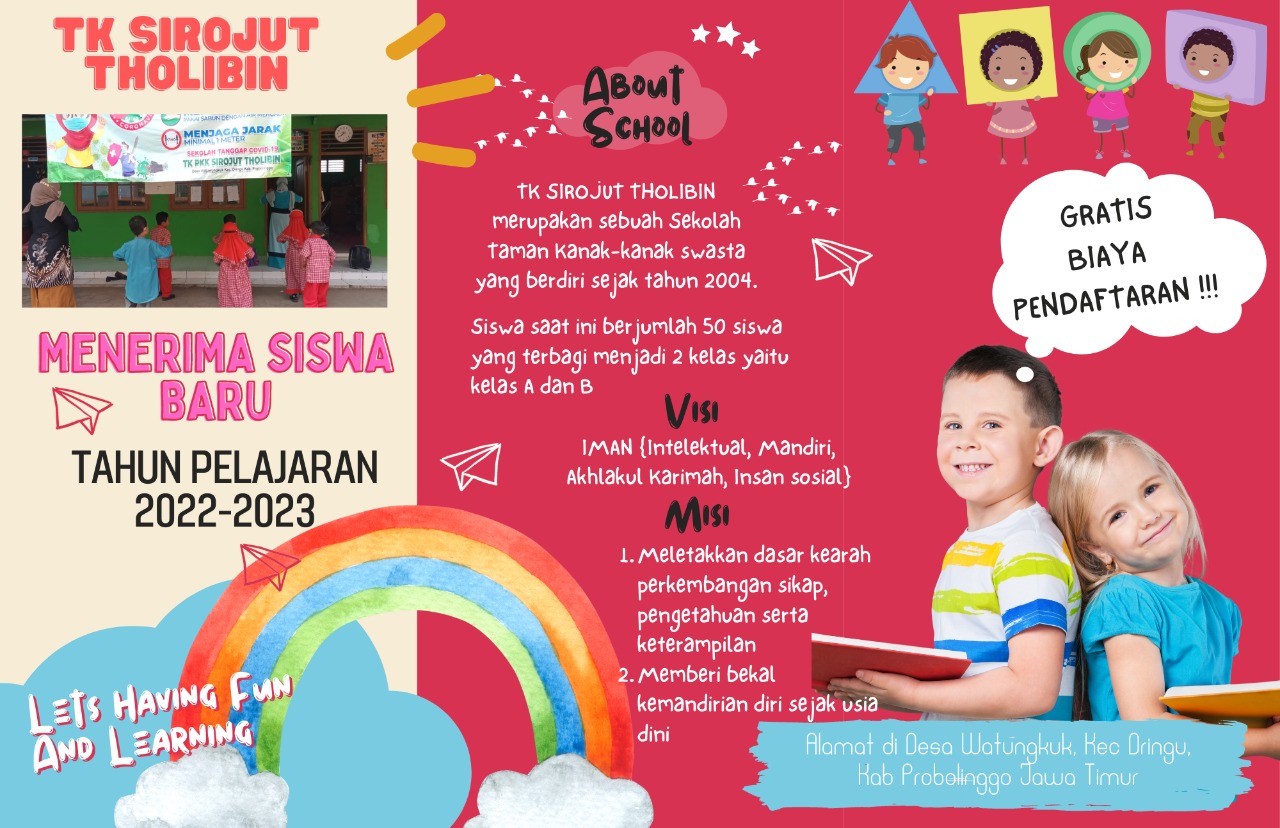 TK SIROJUT
THOLIBIN
MENJAGA JARAK
MINIMAL 1 METER
SEKOLAH TANGGAP COVID-19
TK PKK SIROJUT THOLIBIN
MENERIMA SISWA
BARU
TAHUN PELAJARAN
2022-2023
LETS HAVING FUN
AND LEARNING
ABOUT
SCHOOL
TK SIROJUT THOLIBIN
merupakan sebuah Sekolah
Taman Kanak-kanak swasta
yang berdiri sejak tahun 2004.
Siswa saat ini berjumlah 50 siswa
yang terbagi menjadi 2 kelas yaitu
kelas A dan B
VISI
IMAN {Intelektual, Mandiri,
Akhlakul Karimah, Insan sosial}
MISI
1. Meletakkan dasar kearah
perkembangan sikap,
pengetahuan serta
keterampilan
2. Memberi bekal
kemandirian diri sejak usia
dini
GRATIS
BIAYA
PENDAFTARAN !!!
Alamat di Desa Watungkuk, Kec Dringu,
Kab Probolinggo Jawa Timur